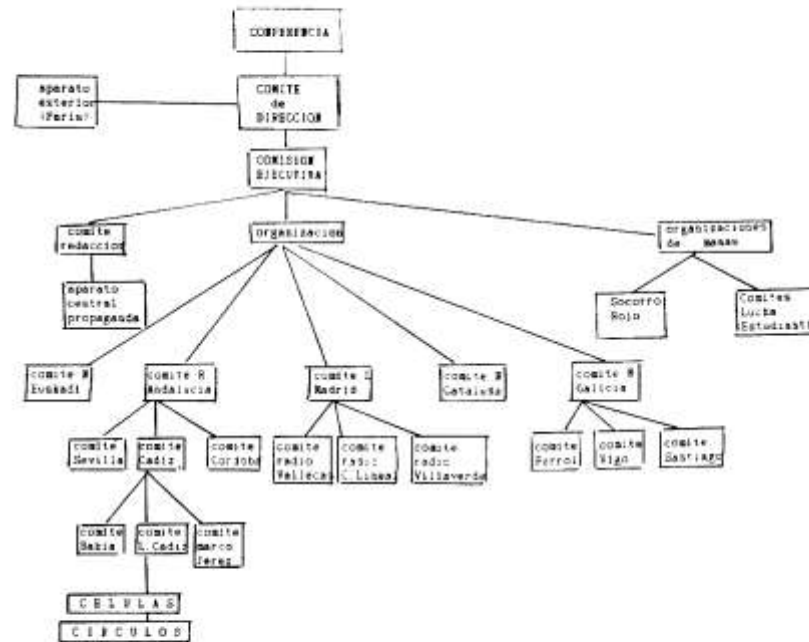 CONFERENCIA
aparato
exterior
(Paris)
COMITE
de
DIRECCION
COMISION
EJECUTIVA
comite
redaccion
organizacion
organizaciones
de masas
aparato
central
propaganda
Socorro
Rojo
Comites
Lucha
Estudiantil
comite N
Euskadi
comite R
Andalucia
comite L
Madrid
comite N
Cataluña
comite N
Galicia
comite
Sevilla
comite
Cadiz
comite
Cordoba
comite
radio
Vallecas
comite
radio
C.Lineal
comite
radio
Villaverde
comite
Ferrol
comite
Vigo
comite
Santiago
comite
Bahia
comite
L.Cadiz
comite
marco
Jerez
CELULAS
CIRCULOS